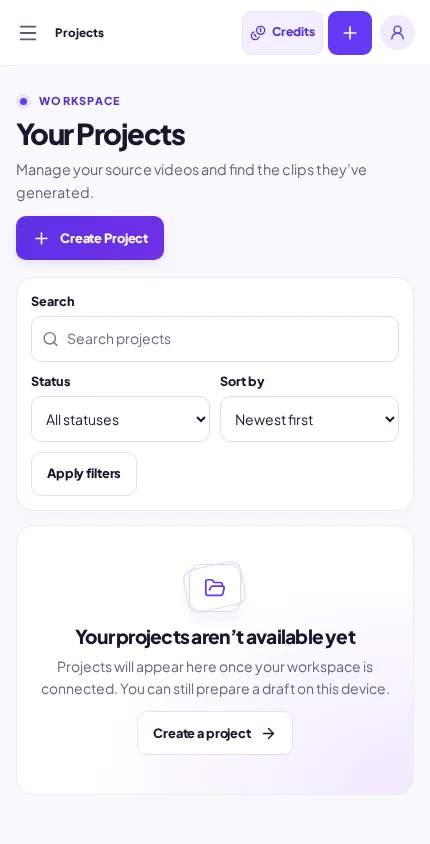 Projects
Credits
WORKSPACE
Your Projects
Manage your source videos and find the clips they've
generated.
Create Project
Search
Search projects
Status
Sort by
All statuses
Newest first
Apply filters
Your projects aren't available yet
Projects will appear here once your workspace is
connected. You can still prepare a draft on this device.
Create a project